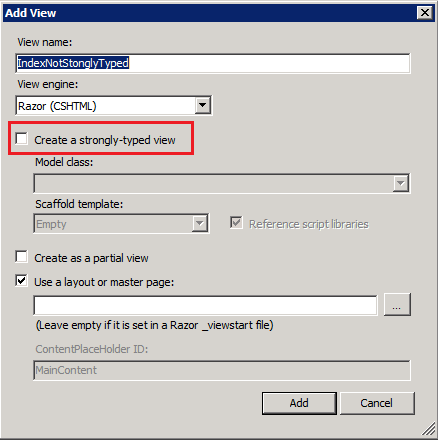 Add View
View name:
IndexNotStonglyTyped
View engine:
Razor (CSHTML)
Create a strongly-typed view
Model class:
Scaffold template:
Empty
Reference script libraries
Create as a partial view
Use a layout or master page:
...
(Leave empty if it is set in a Razor _viewstart file)
ContentPlaceHolder ID:
MainContent
Add
Cancel